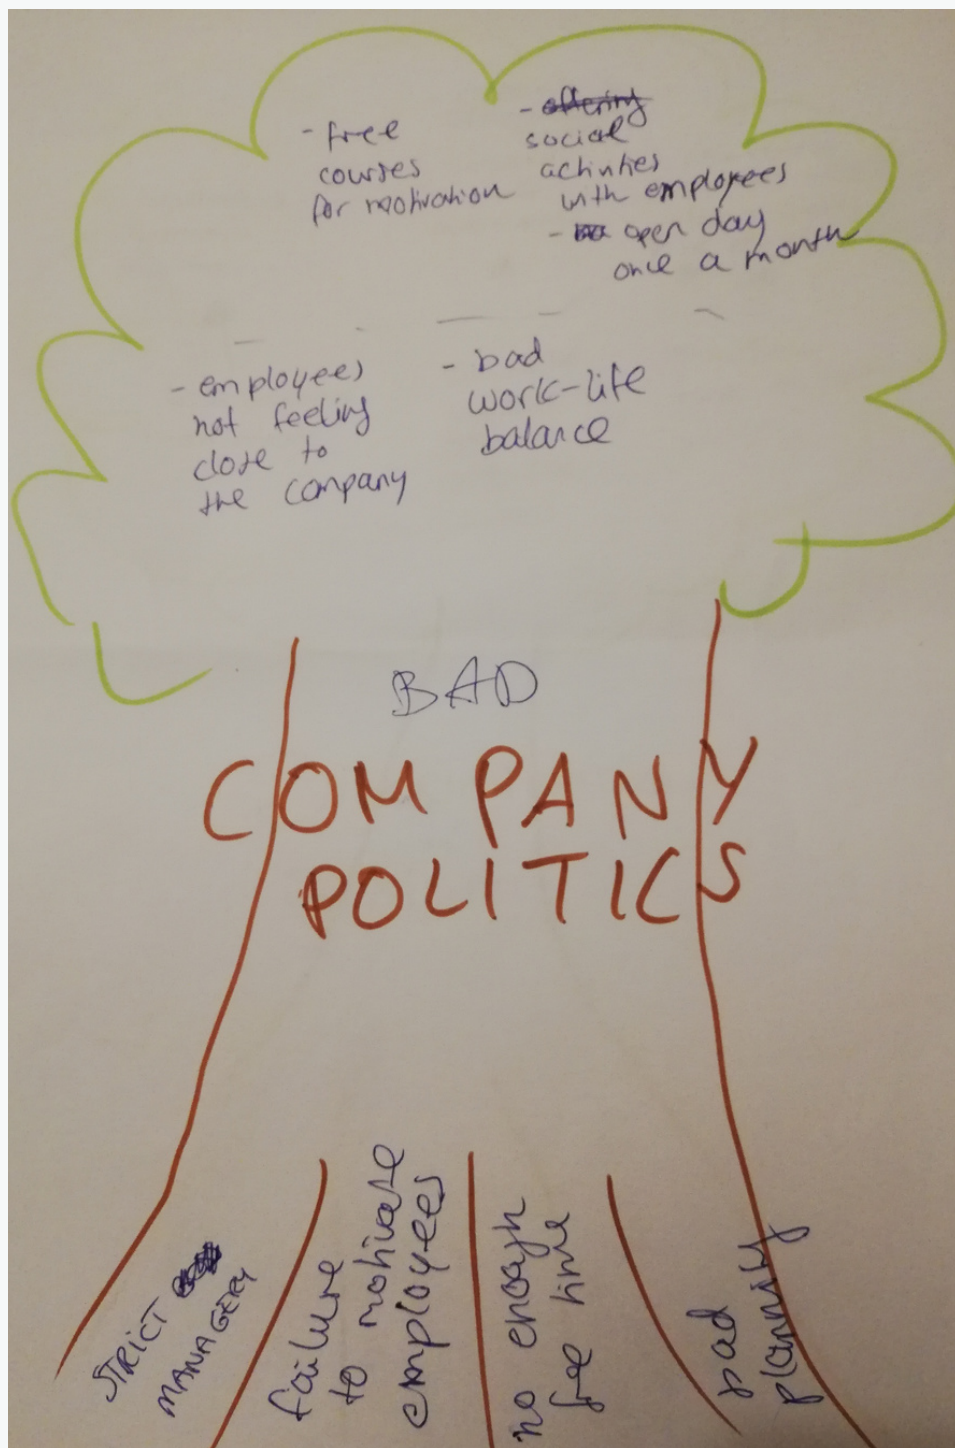 - free
courses
for motivation
- offering
social
activities
with employees
- open day
once a month
- employees
not feeling
close to
the company
- bad
work-life
balance
BAD
COMPANY
POLITICS
STRICT
MANAGERY
failure
to motivate
employees
no enough
free time
bad
planning